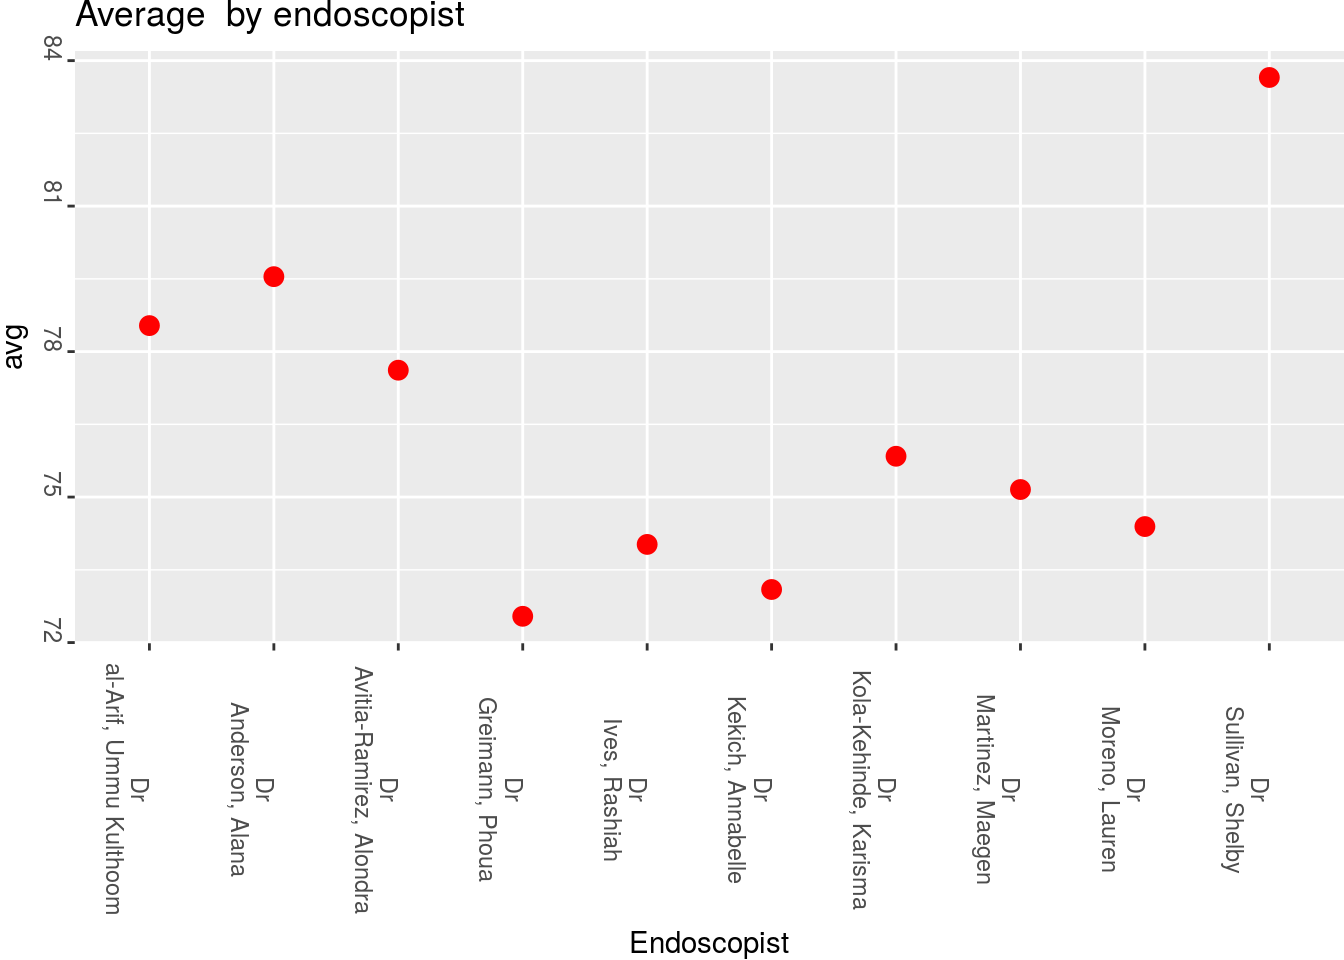 Average  by endoscopist
avg
84
81
78
75
72
Dr
al-Arif, Ummu Kulthoom
Dr
Anderson, Alana
Dr
Avitia-Ramirez, Alondra
Dr
Greimann, Phoua
Dr
Ives, Rashiah
Dr
Kekich, Annabelle
Dr
Kola-Kehinde, Karisma
Dr
Martinez, Maegen
Dr
Moreno, Lauren
Dr
Sullivan, Shelby
Endoscopist